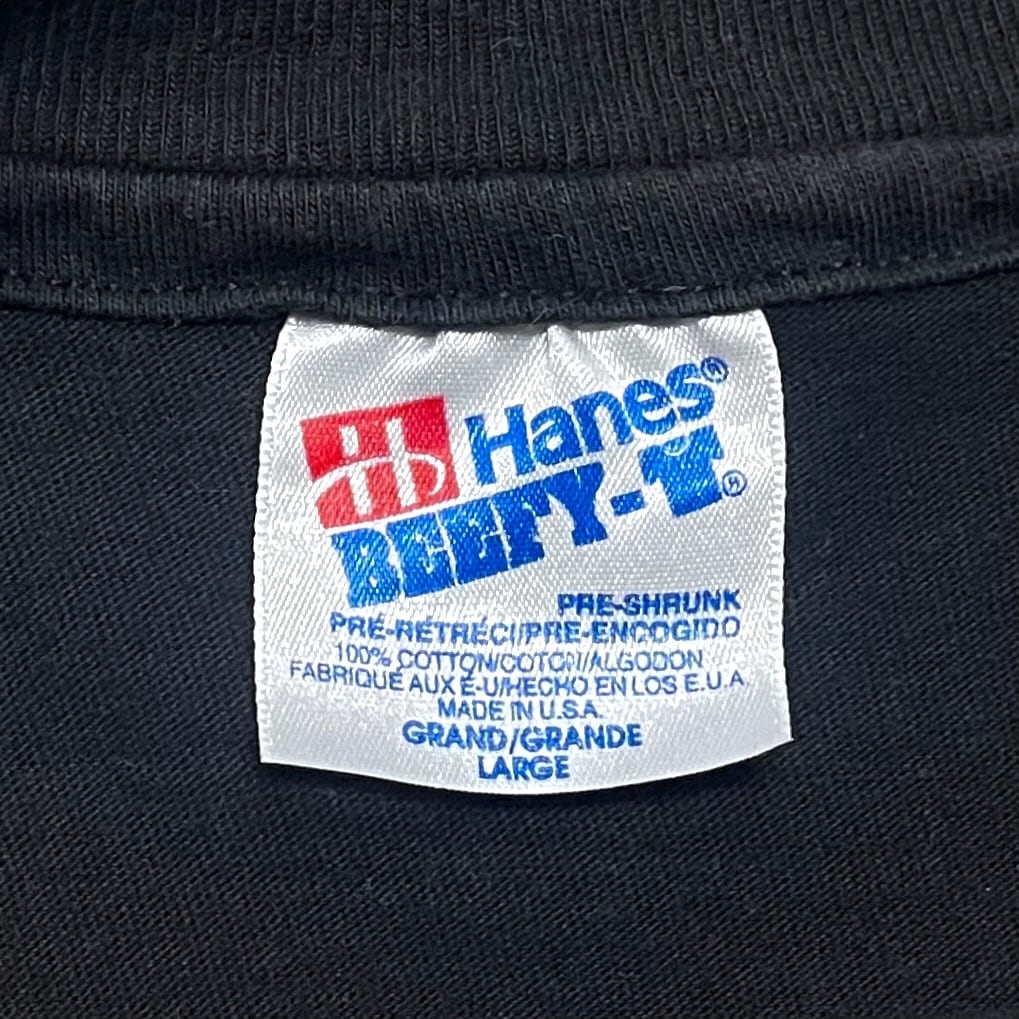 Hanes®
BEEFY-T®
PRE-SHRUNK
PRÉ-RÉTRÉCI/PRE-ENCOGIDO
100% COTTON/COTON/ALGODON
FABRIQUÉ AUX É-U/HECHO EN LOS E.U.A
MADE IN U.S.A.
GRAND/GRANDE
LARGE